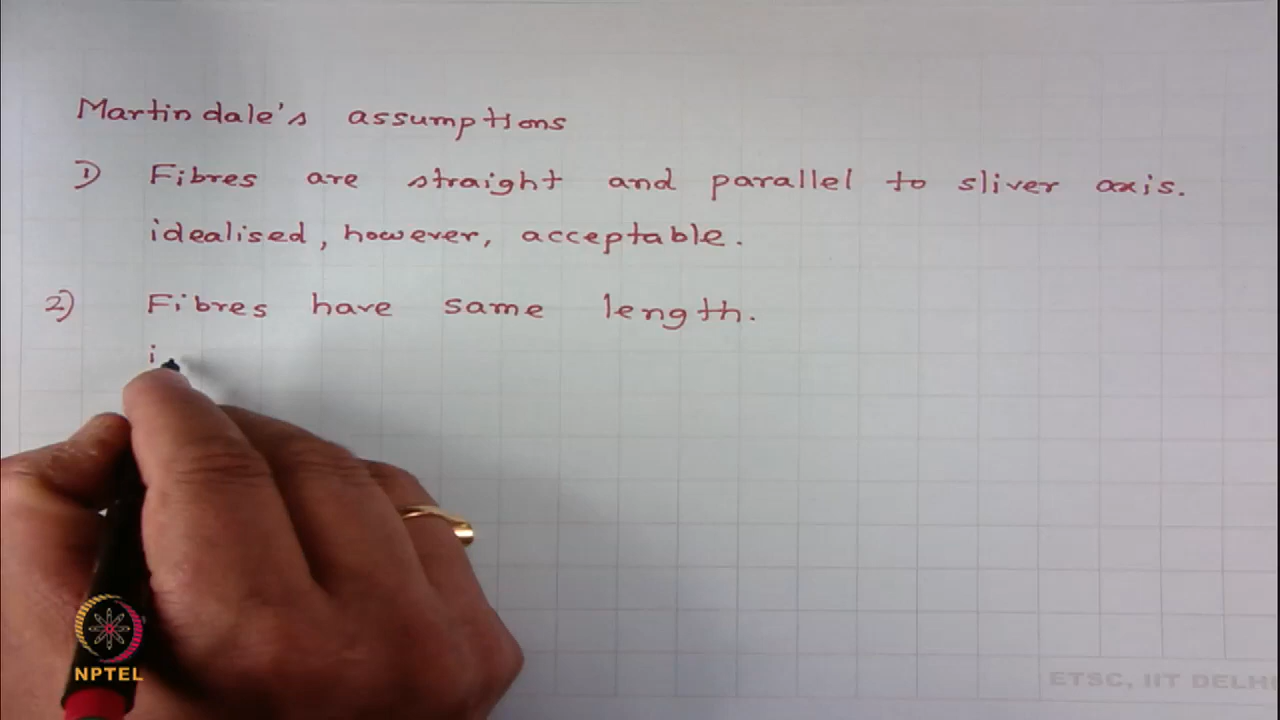 Martindale's assumptions
1) Fibres are straight and parallel to sliver axis.
idealised, however, acceptable.
2) Fibres have same length.
i
NPTEL
ETSC, IIT DELHI